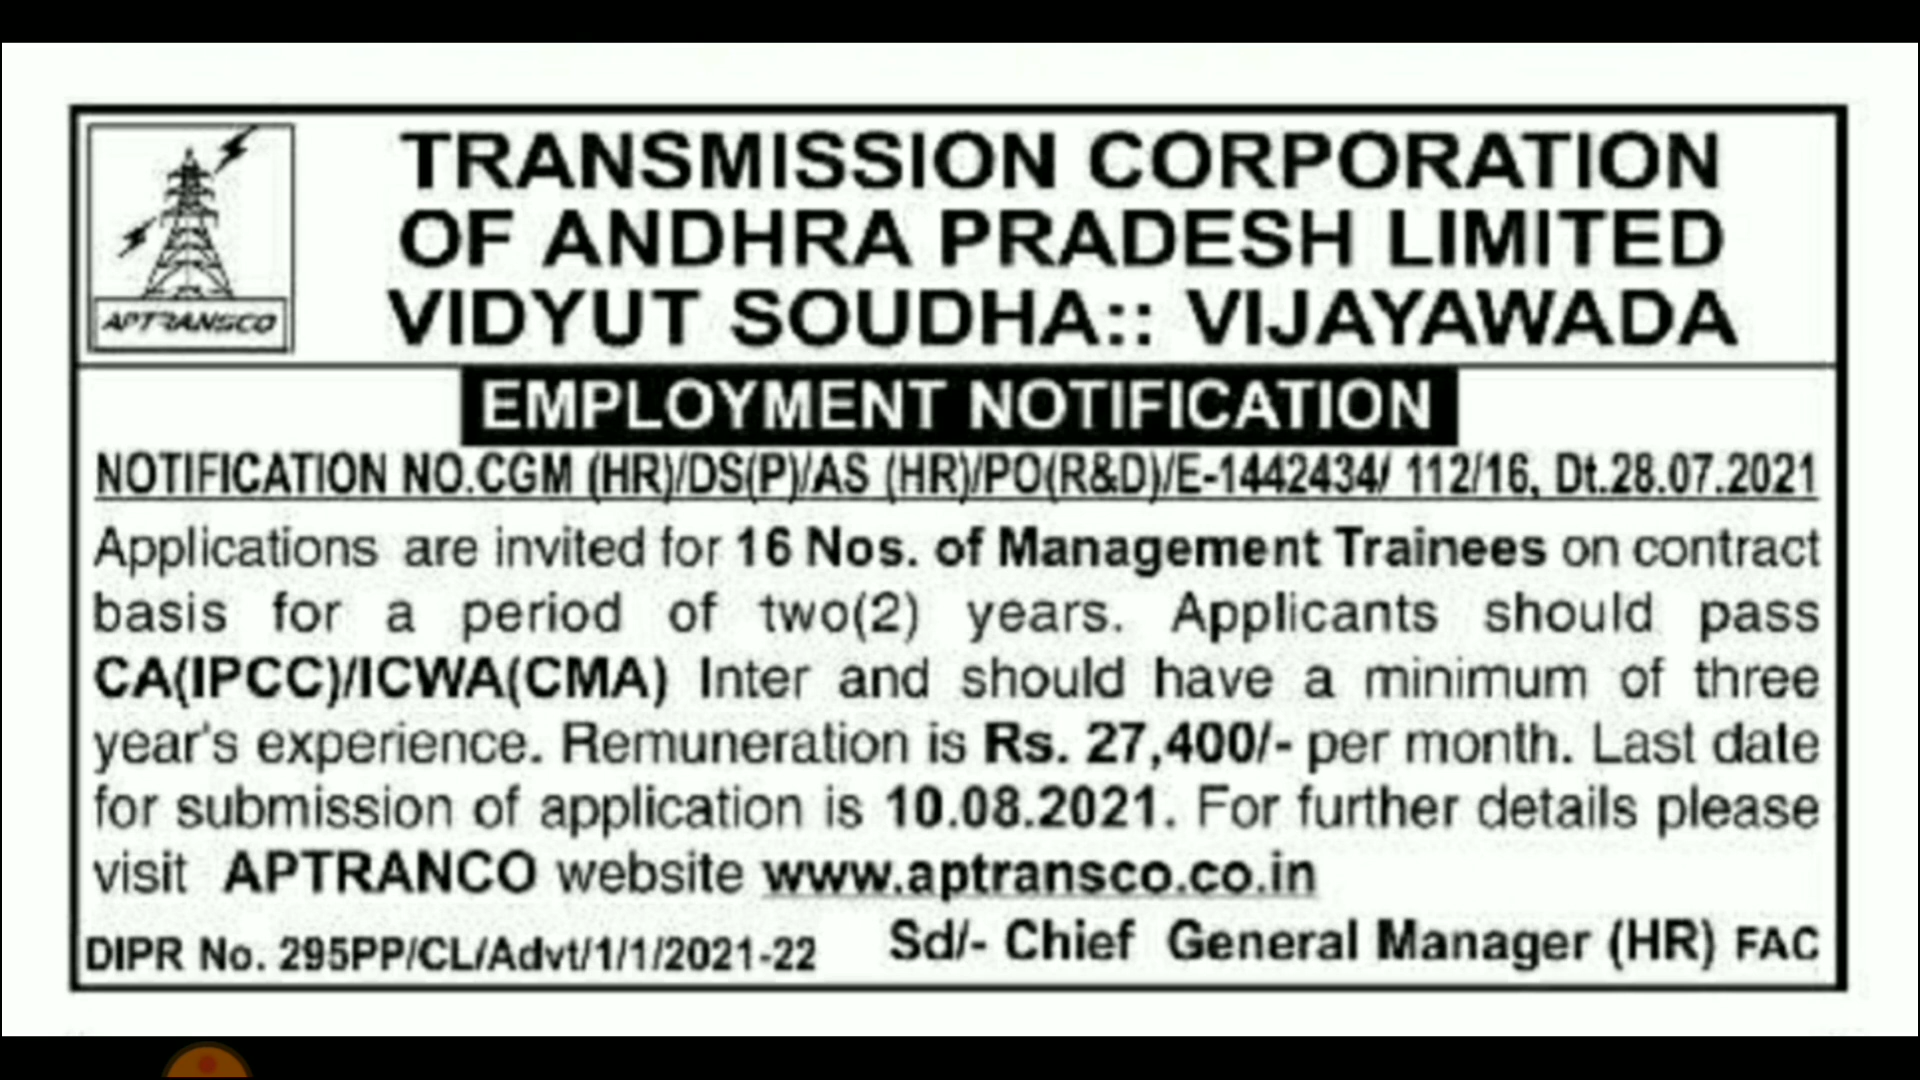 TRANSMISSION CORPORATION
OF ANDHRA PRADESH LIMITED
VIDYUT SOUDHA:: VIJAYAWADA
APTRANSCO
EMPLOYMENT NOTIFICATION
NOTIFICATION NO.CGM (HR)/DS(P)/AS (HR)/PO(R&D)/E-1442434/ 112/16, Dt.28.07.2021
Applications are invited for 16 Nos. of Management Trainees on contract
basis for a period of two(2) years. Applicants should pass
CA(IPCC)/ICWA(CMA) Inter and should have a minimum of three
year's experience. Remuneration is Rs. 27,400/- per month. Last date
for submission of application is 10.08.2021. For further details please
visit APTRANCO website www.aptransco.co.in
DIPR No. 295PP/CL/Advt/1/1/2021-22 Sd/- Chief General Manager (HR) FAC